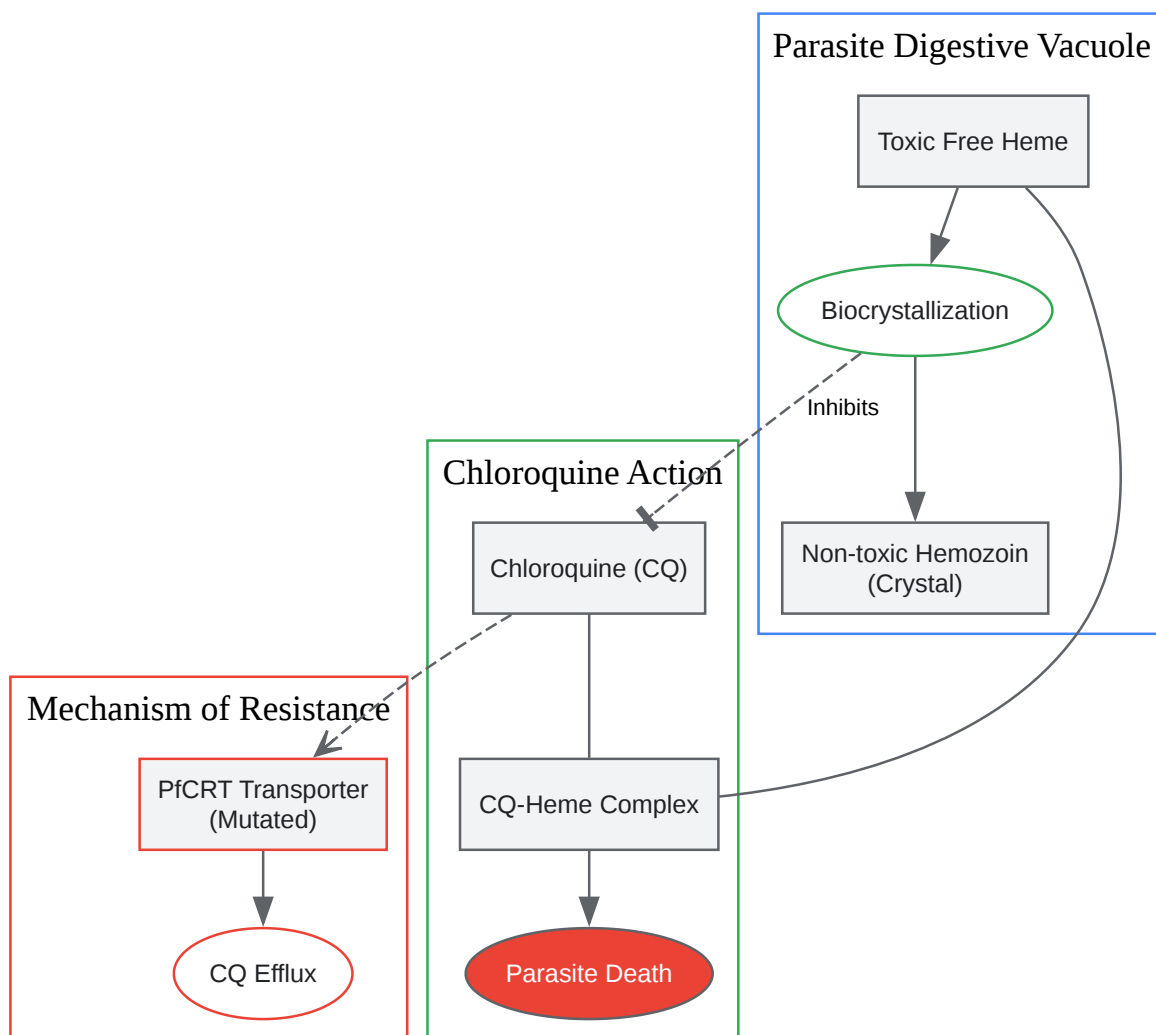 Parasite Digestive Vacuole
Toxic Free Heme
Biocrystallization
Inhibits
Non-toxic Hemozoin
(Crystal)
Chloroquine Action
Chloroquine (CQ)
CQ-Heme Complex
Parasite Death
Mechanism of Resistance
PfCRT Transporter
(Mutated)
CQ Efflux